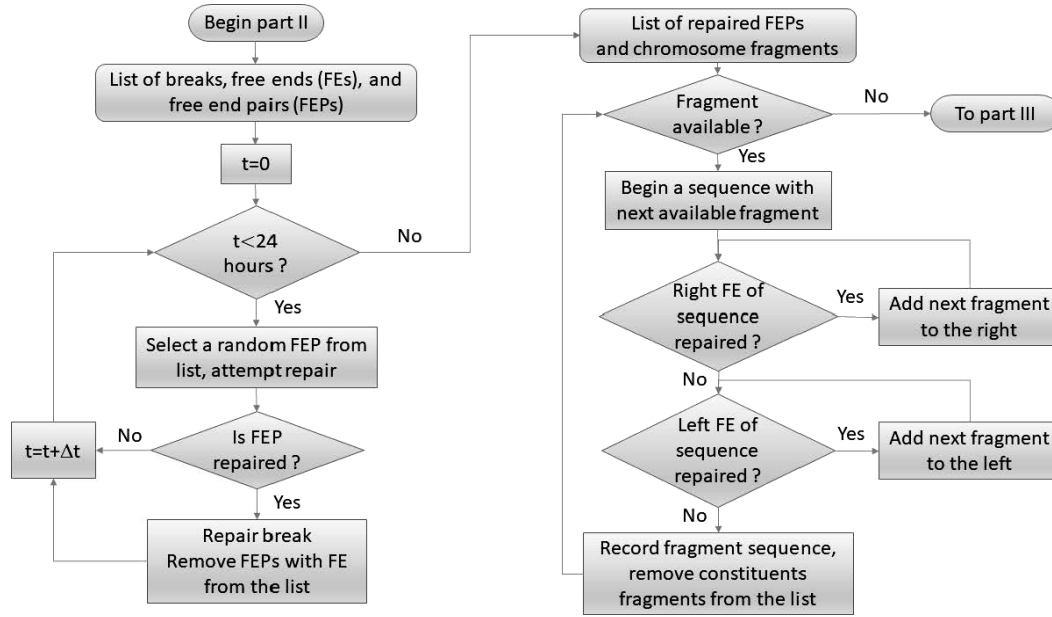 Begin part II
List of breaks, free ends (FEs), and
free end pairs (FEPs)
t=0
t<24
hours ?
No
Yes
Select a random FEP from
list, attempt repair
Is FEP
repaired ?
No
t=t+Δt
Yes
Repair break
Remove FEPs with FE
from the list
List of repaired FEPs
and chromosome fragments
Fragment
available ?
No
To part III
Yes
Begin a sequence with
next available fragment
Right FE of
sequence
repaired ?
Yes
Add next fragment
to the right
No
Left FE of
sequence
repaired ?
Yes
Add next fragment
to the left
No
Record fragment sequence,
remove constituents
fragments from the list